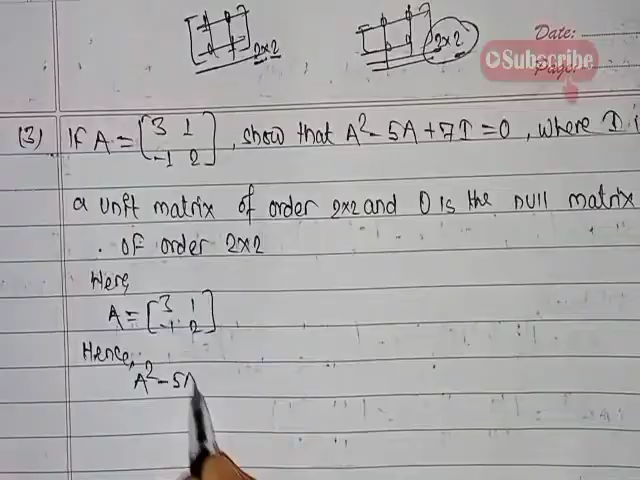 2x2
2x2
Date:
Subscribe
Page:
(3) If A = [3 1 , show that A² - 5A + 7I = 0, where I i
-1 2]
a unit matrix of order 2x2 and 0 is the null matrix
of order 2x2
Here,
A = [3 1
-1 2]
Hence,
A² - 5A